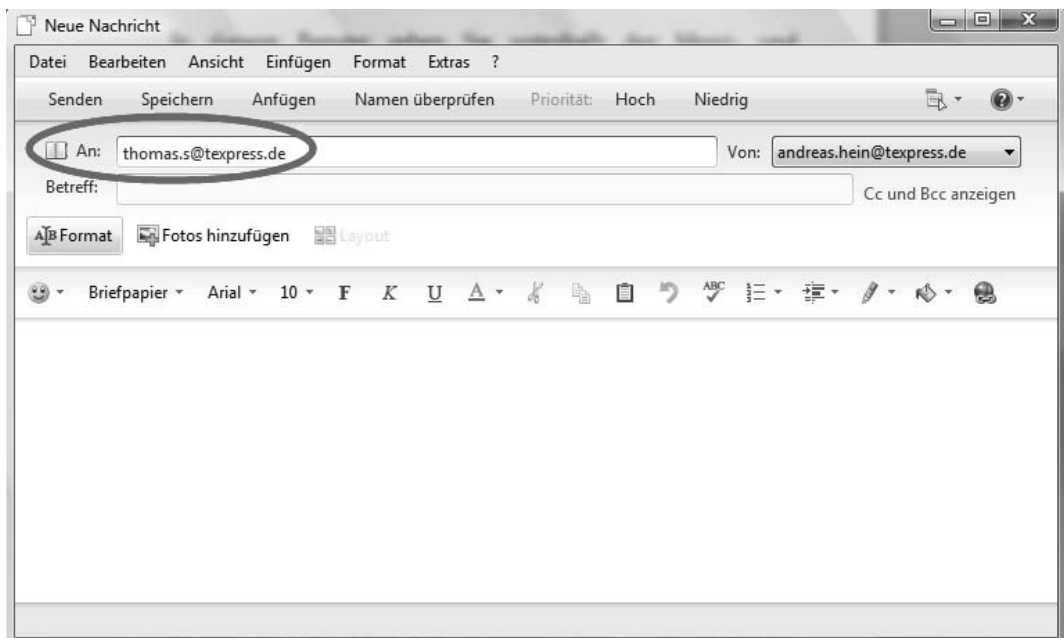 Neue Nachricht
Datei Bearbeiten Ansicht Einfügen Format Extras ?
Senden Speichern Anfügen Namen überprüfen Priorität: Hoch Niedrig
An: thomas.s@texpress.de Von: andreas.hein@texpress.de
Betreff: Cc und Bcc anzeigen
Format Fotos hinzufügen Layout
Briefpapier Arial 10 F K U A ABC